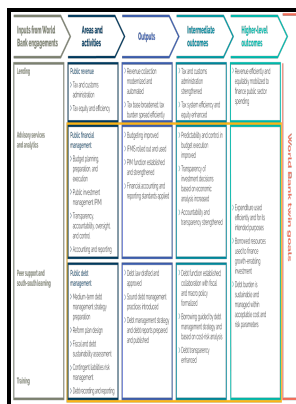 Inputs from World
Bank engagements
Areas and
activities
Outputs
Intermediate
outcomes
Higher-level
outcomes
Lending
Public revenue
› Tax and customs
administration
› Tax equity and efficiency
› Revenue collection
modernized and
automated
› Tax base broadened: tax
burden spread efficiently
› Tax and customs
administration
strengthened
› Tax system efficiency and
equity enhanced
› Revenue efficiently and
equitably mobilized to
finance public sector
spending
Advisory services
and analytics
Public financial
management
› Budget planning,
preparation, and
execution
› Public investment
management (PIM)
› Transparency,
accountability, oversight,
and control
› Accounting and reporting
› Budgeting improved
› IFMIS rolled out and used
› PIM function established
and strengthened
› Financial accounting and
reporting standards applied
› Predictability and control in
budget execution
improved
› Transparency of
investment decisions
based on economic
analysis increased
› Accountability and
transparency strengthened
› Expenditure used
efficiently and for its
intended purposes
› Borrowed resources
used to finance
growth-enabling
investment
› Debt burden is
sustainable and
managed within
acceptable cost and
risk parameters
Peer support and
south-south learning
Public debt
management
› Medium-term debt
management strategy
preparation
› Reform plan design
› Fiscal and debt
sustainability assessment
› Contingent liabilities risk
management
› Debt recording and reporting
› Debt law drafted and
approved
› Sound debt management
practices introduced
› Debt management strategy
and debt reports prepared
and published
› Debt function established:
collaboration with fiscal
and macro policy
formalized
› Borrowing guided by debt
management strategy and
based on cost-risk analysis
› Debt transparency
enhanced
Training
World Bank twin goals